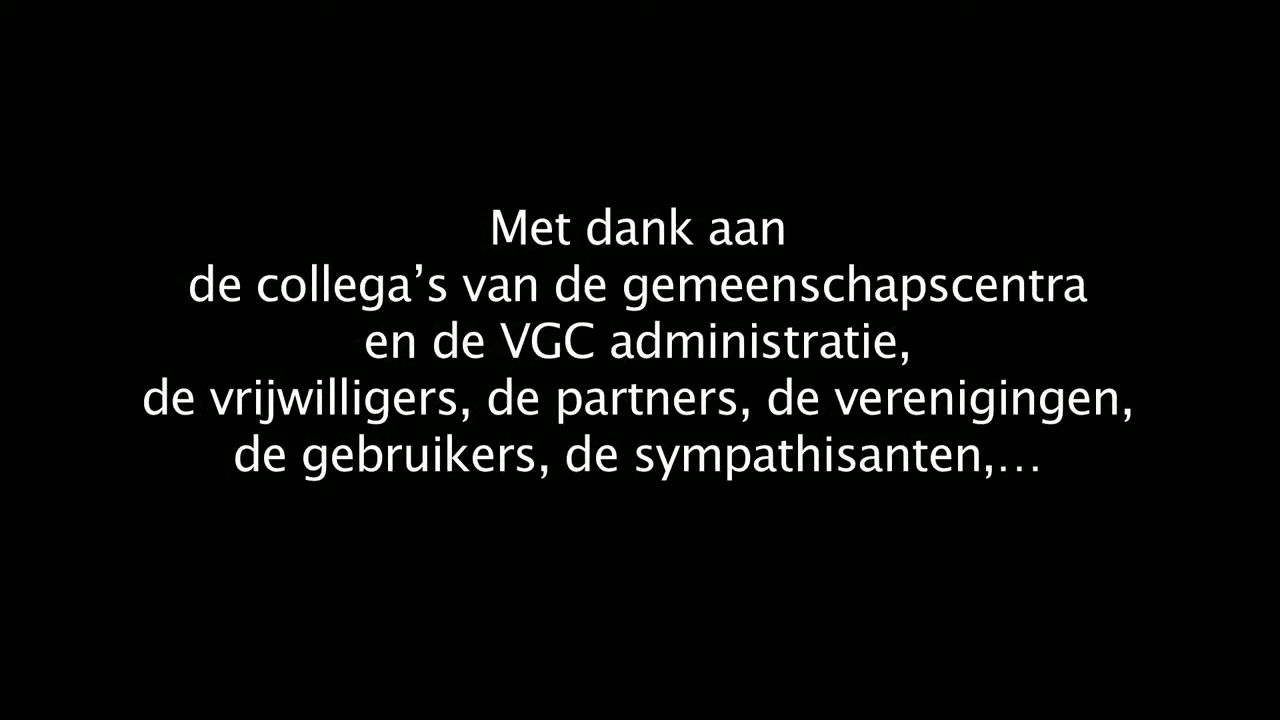 Met dank aan
de collega’s van de gemeenschapscentra
en de VGC administratie,
de vrijwilligers, de partners, de verenigingen,
de gebruikers, de sympathisanten,…